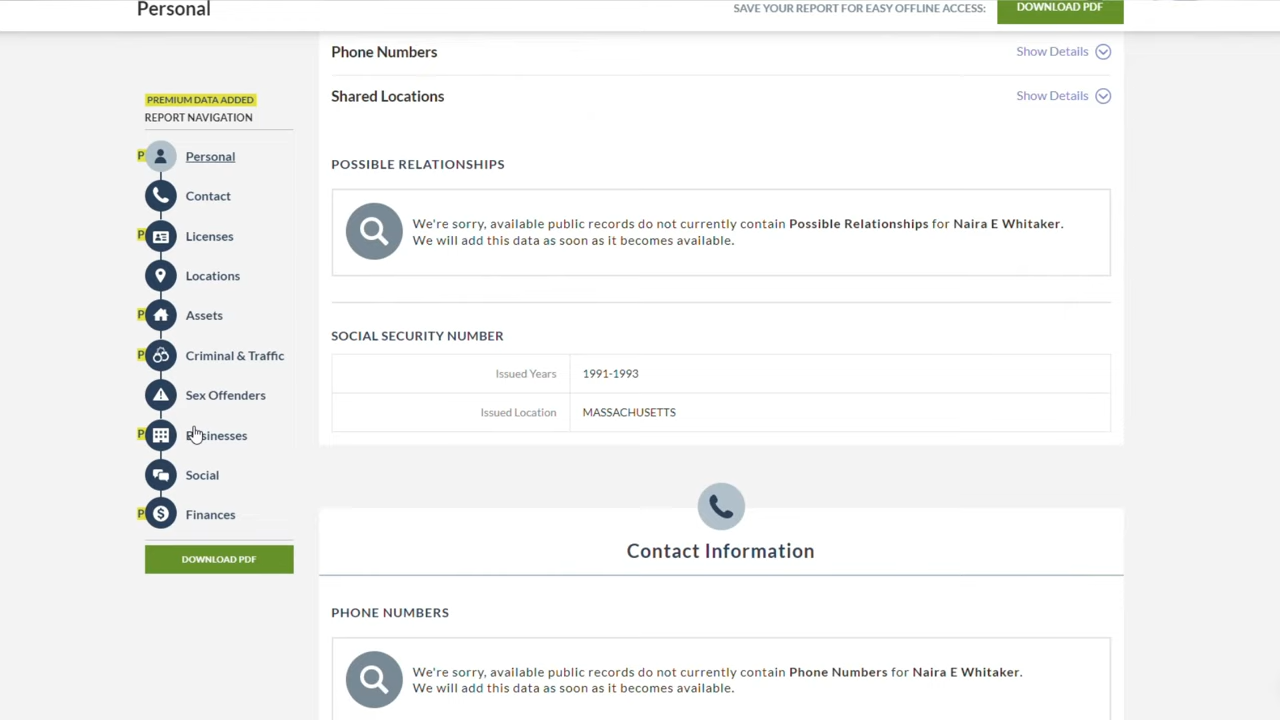 Personal
SAVE YOUR REPORT FOR EASY OFFLINE ACCESS:
DOWNLOAD PDF
Phone Numbers
Show Details
Shared Locations
Show Details
PREMIUM DATA ADDED
REPORT NAVIGATION
P Personal
Contact
P Licenses
Locations
P Assets
P Criminal & Traffic
Sex Offenders
P Businesses
Social
P Finances
DOWNLOAD PDF
POSSIBLE RELATIONSHIPS
We're sorry, available public records do not currently contain Possible Relationships for Naira E Whitaker.
We will add this data as soon as it becomes available.
SOCIAL SECURITY NUMBER
Issued Years 1991-1993
Issued Location MASSACHUSETTS
Contact Information
PHONE NUMBERS
We're sorry, available public records do not currently contain Phone Numbers for Naira E Whitaker.
We will add this data as soon as it becomes available.